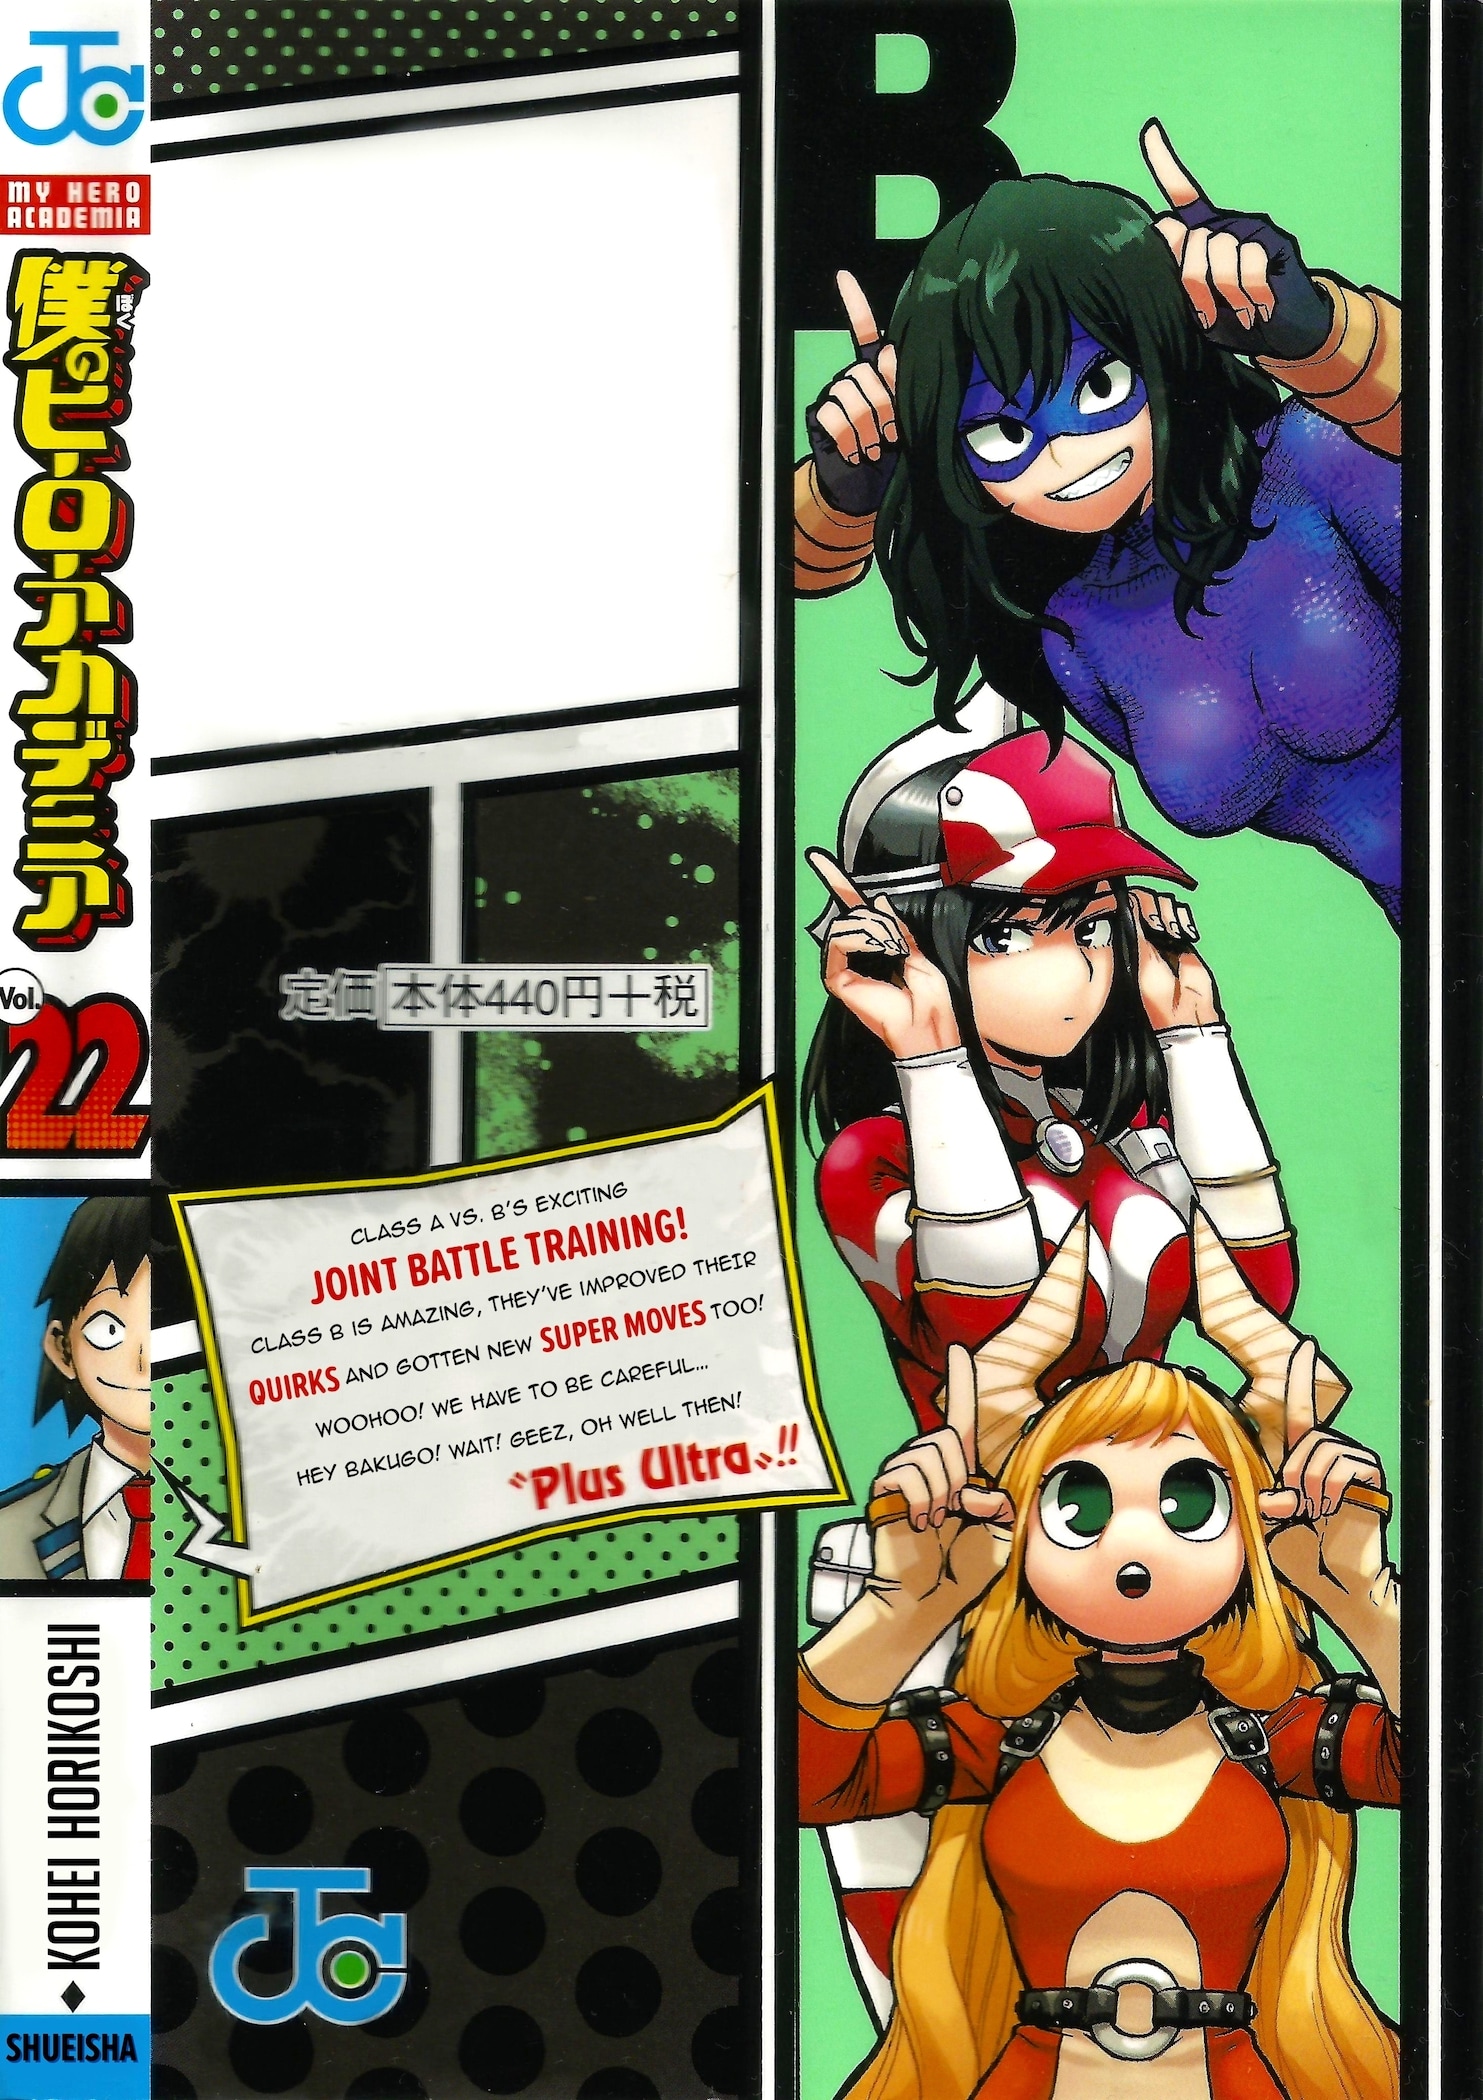 JC
MY HERO
ACADEMIA
僕のヒーローアカデミア
ぼく
Vol.
22
KOHEI HORIKOSHI
SHUEISHA
定価 本体440円＋税
CLASS A VS. B'S EXCITING
JOINT BATTLE TRAINING!
CLASS B IS AMAZING, THEY'VE IMPROVED THEIR
QUIRKS AND GOTTEN NEW SUPER MOVES TOO!
WOOHOO! WE HAVE TO BE CAREFUL...
HEY BAKUGO! WAIT! GEEZ, OH WELL THEN!
〝Plus Ultra〟!!
JC
B